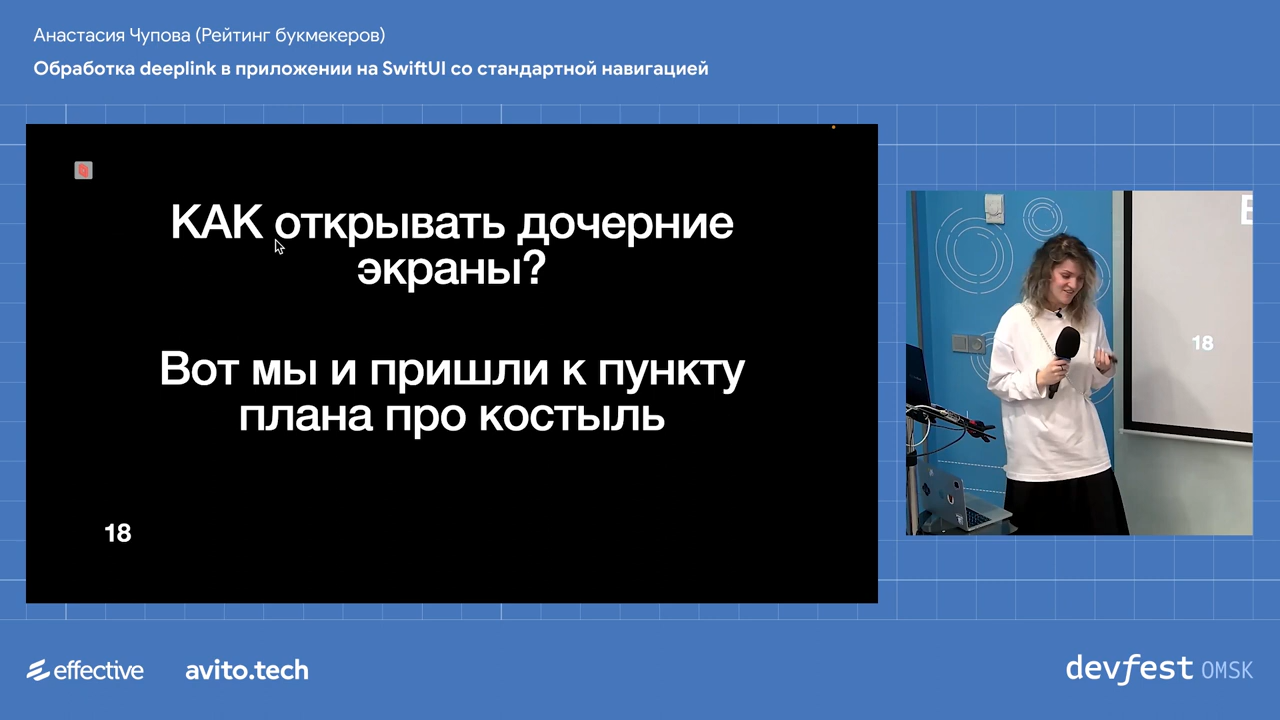 Анастасия Чупова (Рейтинг букмекеров)
Обработка deeplink в приложении на SwiftUI со стандартной навигацией
КАК открывать дочерние
экраны?
Вот мы и пришли к пункту
плана про костыль
18
18
effective
avito.tech
devfest OMSK